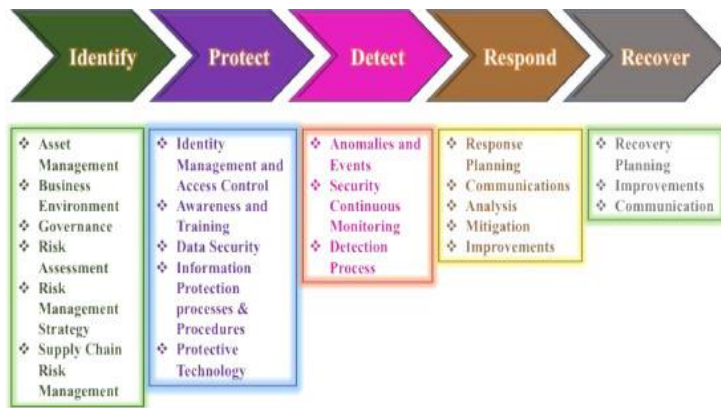 Identify
Protect
Detect
Respond
Recover
❖ Asset
Management
❖ Business
Environment
❖ Governance
❖ Risk
Assessment
❖ Risk
Management
Strategy
❖ Supply Chain
Risk
Management
❖ Identity
Management and
Access Control
❖ Awareness and
Training
❖ Data Security
❖ Information
Protection
processes &
Procedures
❖ Protective
Technology
❖ Anomalies and
Events
❖ Security
Continuous
Monitoring
❖ Detection
Process
❖ Response
Planning
❖ Communications
❖ Analysis
❖ Mitigation
❖ Improvements
❖ Recovery
Planning
❖ Improvements
❖ Communication